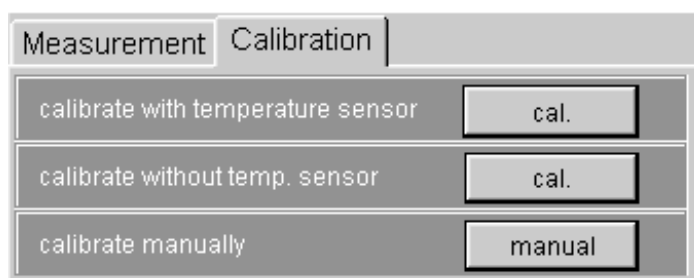 Measurement Calibration
calibrate with temperature sensor cal.
calibrate without temp. sensor cal.
calibrate manually manual